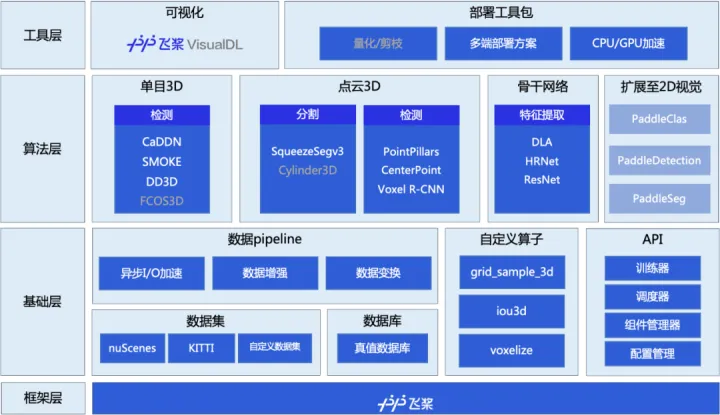 工具层
可视化
飞桨 VisualDL
部署工具包
量化/剪枝
多端部署方案
CPU/GPU加速
算法层
单目3D
检测
CaDDN
SMOKE
DD3D
FCOS3D
点云3D
分割
SqueezeSegv3
Cylinder3D
检测
PointPillars
CenterPoint
Voxel R-CNN
骨干网络
特征提取
DLA
HRNet
ResNet
扩展至2D视觉
PaddleClas
PaddleDetection
PaddleSeg
基础层
数据pipeline
异步I/O加速
数据增强
数据变换
数据集
nuScenes
KITTI
自定义数据集
数据库
真值数据库
自定义算子
grid_sample_3d
iou3d
voxelize
API
训练器
调度器
组件管理器
配置管理
框架层
飞桨